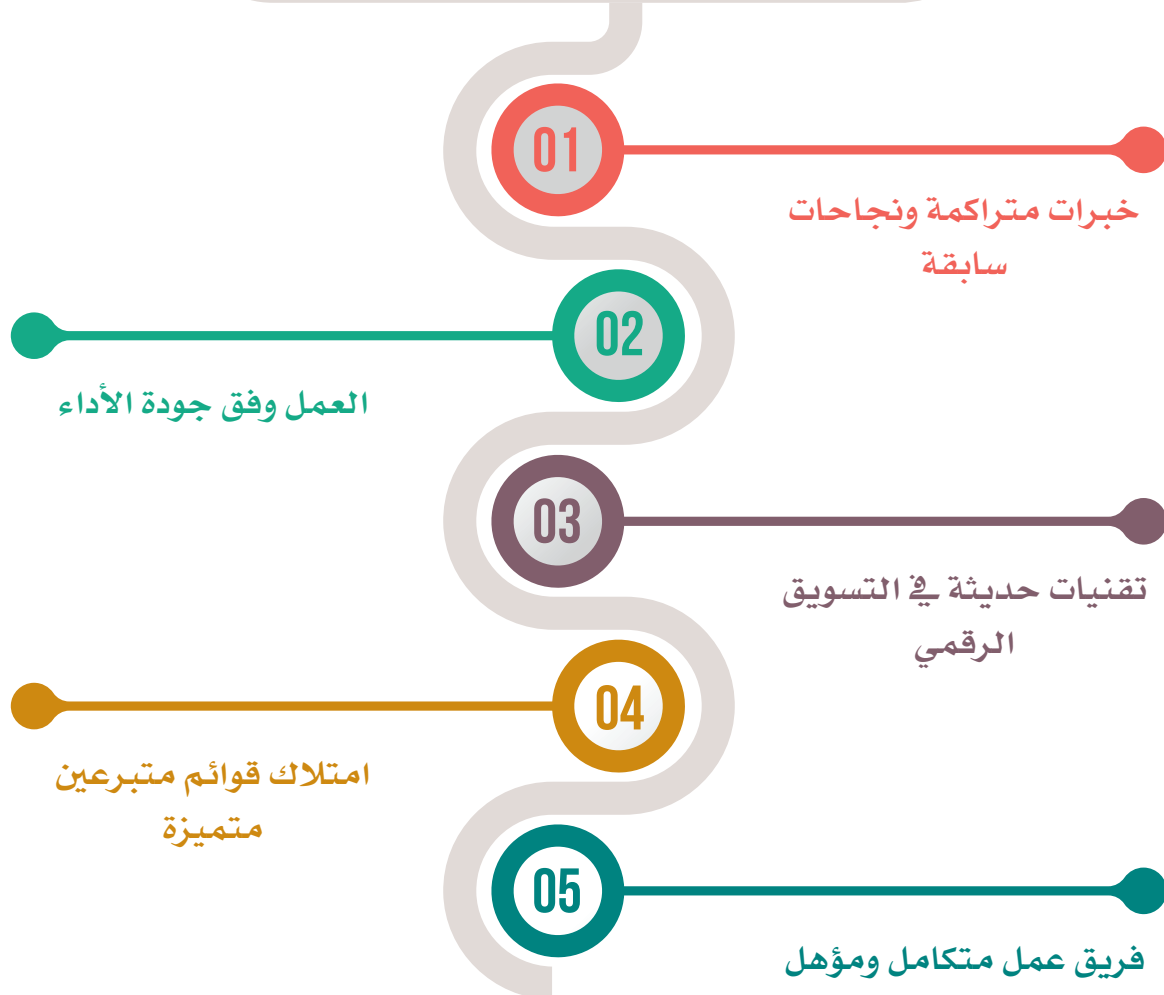 01
خبرات متراكمة ونجاحات
سابقة
02
العمل وفق جودة الأداء
03
تقنيات حديثة في التسويق
الرقمي
04
امتلاك قوائم متبرعين
متميزة
05
فريق عمل متكامل ومؤهل